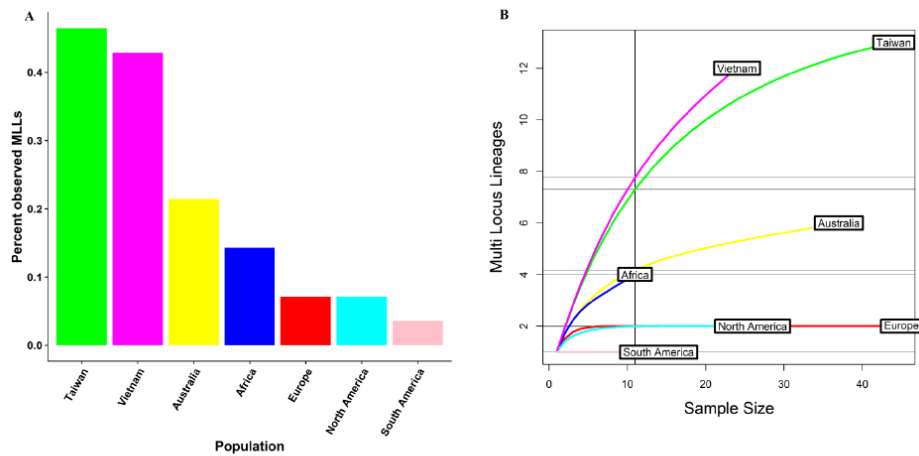 A
Percent observed MLLs
0.4
0.3
0.2
0.1
0.0
Taiwan
Vietnam
Australia
Africa
Europe
North America
South America
Population
B
Multi Locus Lineages
12
10
8
6
4
2
Taiwan
Vietnam
Australia
Africa
North America
Europe
South America
0
10
20
30
40
Sample Size